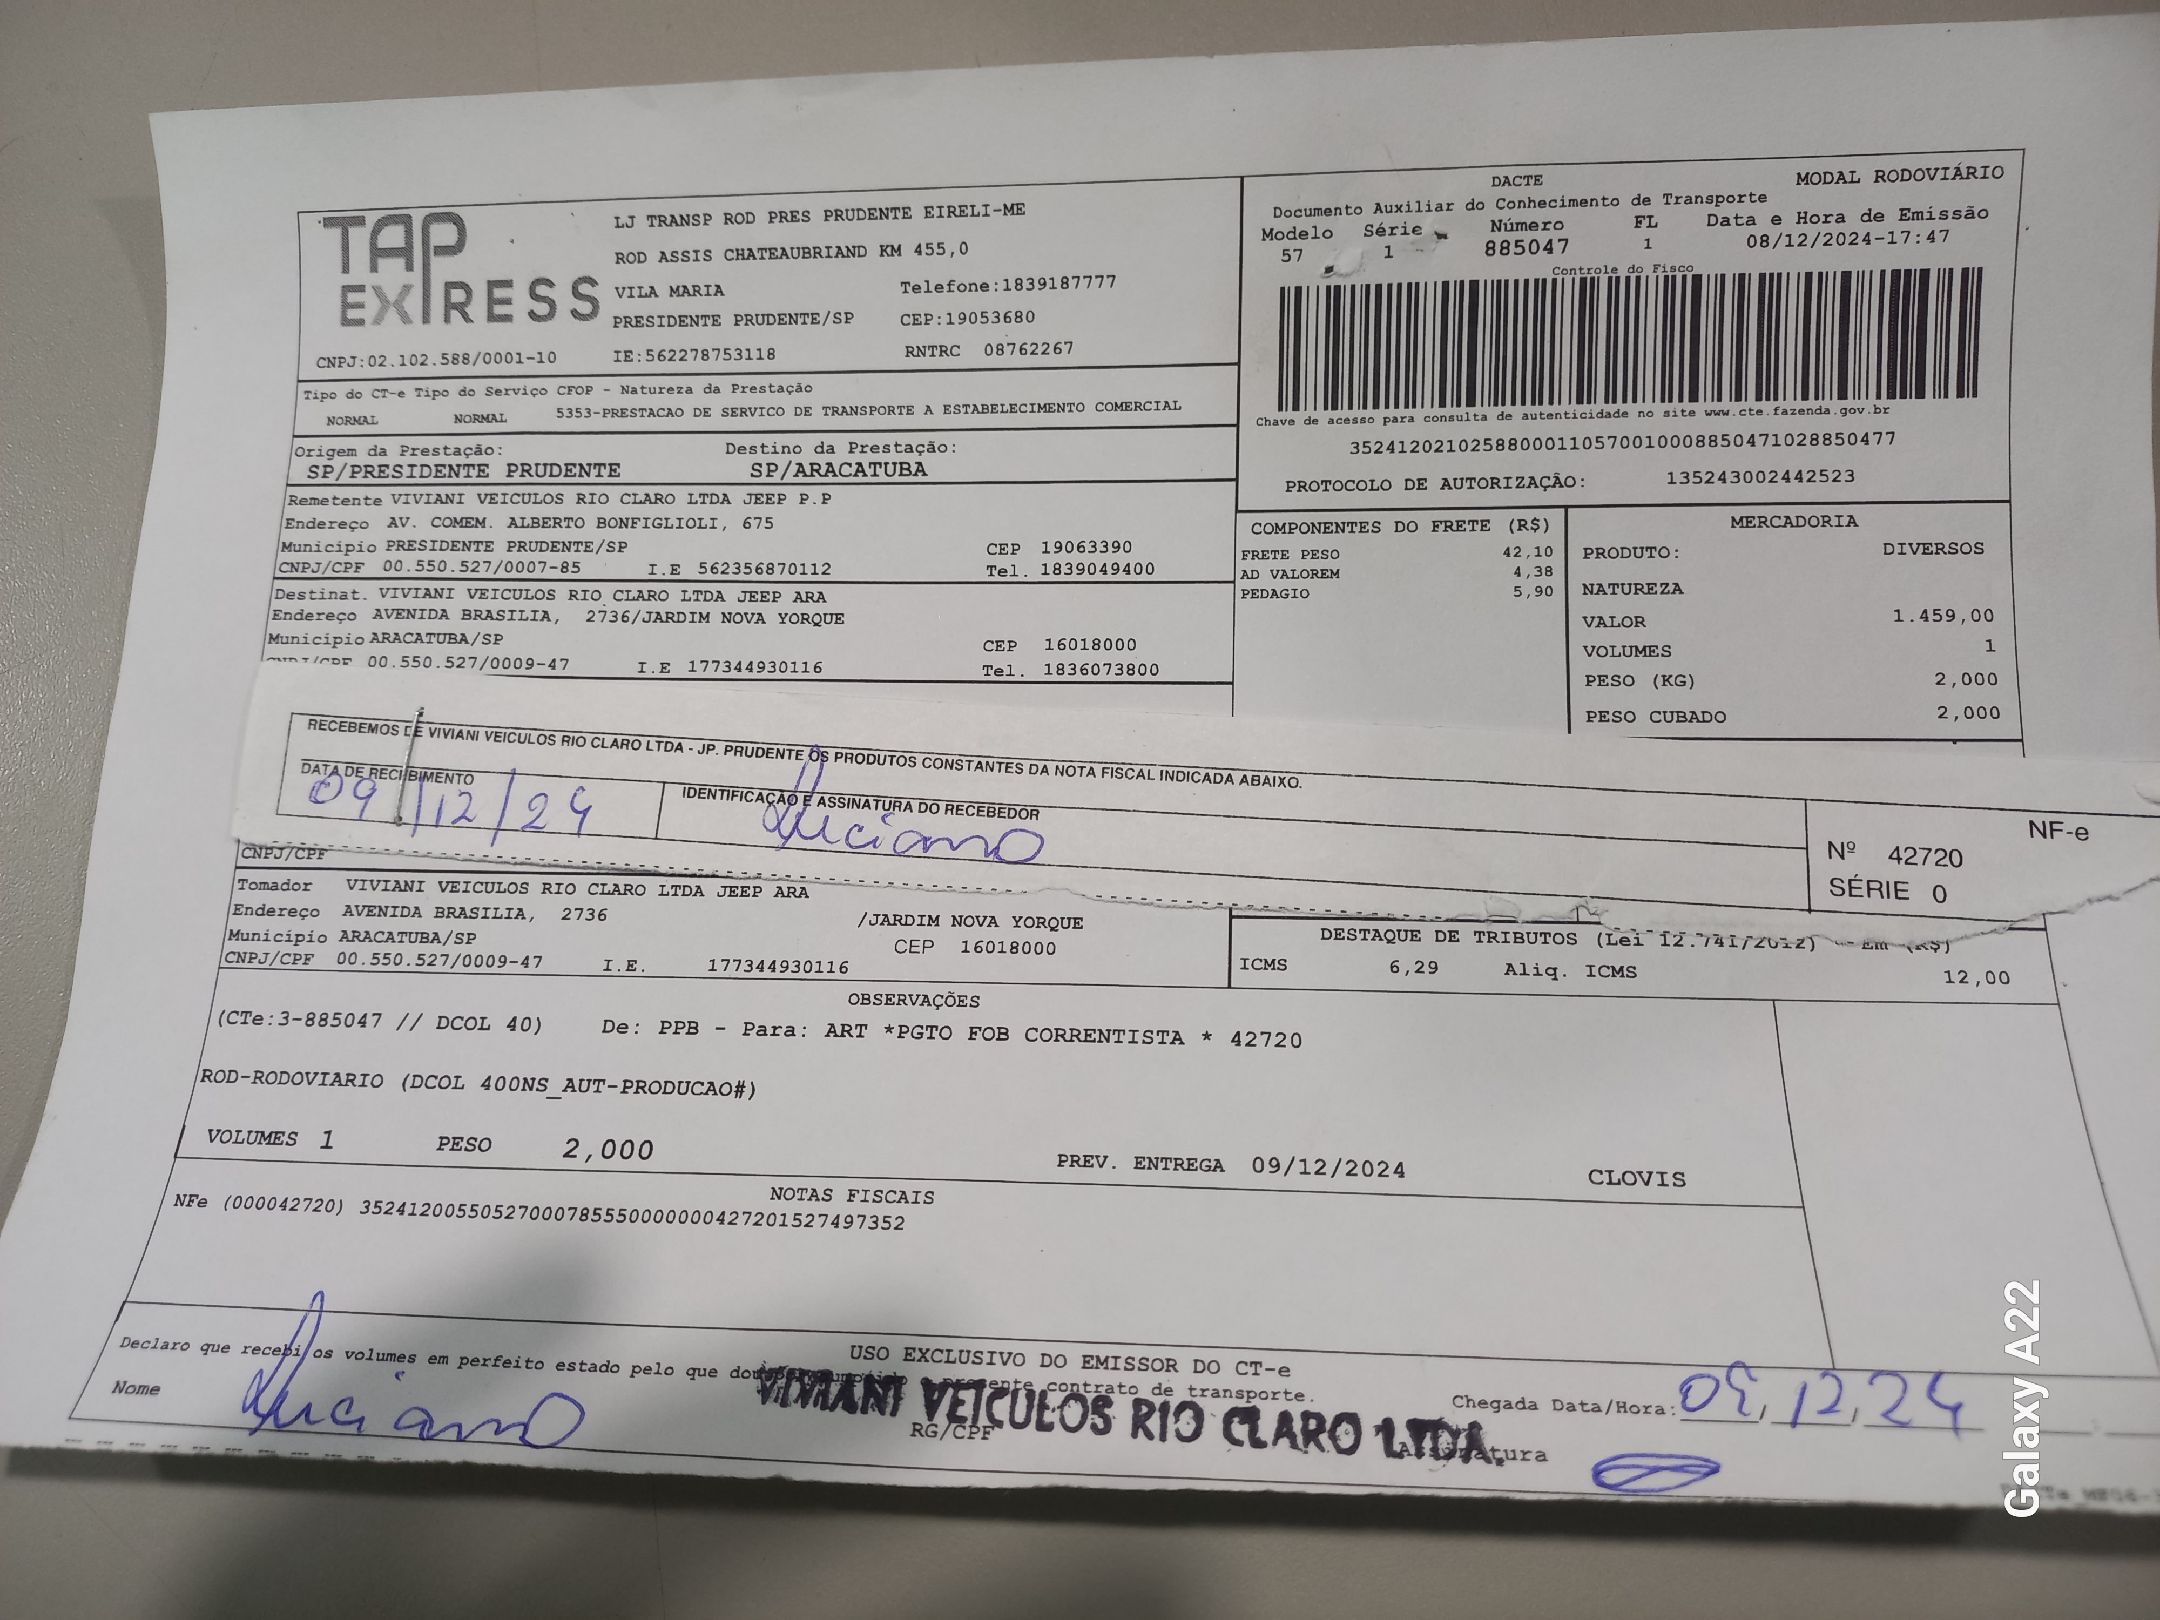 TAP EXPRESS
LJ TRANSP ROD PRES PRUDENTE EIRELI-ME
ROD ASSIS CHATEAUBRIAND KM 455,0
VILA MARIA Telefone:1839187777
PRESIDENTE PRUDENTE/SP CEP:19053680
CNPJ:02.102.588/0001-10 IE:562278753118 RNTRC 08762267
DACTE MODAL RODOVIÁRIO
Documento Auxiliar do Conhecimento de Transporte
Modelo Série Número FL Data e Hora de Emissão
57 1 885047 1 08/12/2024-17:47
Controle do Fisco
Chave de acesso para consulta de autenticidade no site www.cte.fazenda.gov.br
35241202102588000110570010008850471028850477
PROTOCOLO DE AUTORIZAÇÃO: 135243002442523
Tipo do CT-e Tipo do Serviço CFOP - Natureza da Prestação
NORMAL NORMAL 5353-PRESTACAO DE SERVICO DE TRANSPORTE A ESTABELECIMENTO COMERCIAL
Origem da Prestação: Destino da Prestação:
SP/PRESIDENTE PRUDENTE SP/ARACATUBA
Remetente VIVIANI VEICULOS RIO CLARO LTDA JEEP P.P
Endereço AV. COMEM. ALBERTO BONFIGLIOLI, 675
Municipio PRESIDENTE PRUDENTE/SP CEP 19063390
CNPJ/CPF 00.550.527/0007-85 I.E 562356870112 Tel. 1839049400
Destinat. VIVIANI VEICULOS RIO CLARO LTDA JEEP ARA
Endereço AVENIDA BRASILIA, 2736/JARDIM NOVA YORQUE
Município ARACATUBA/SP CEP 16018000
CNPJ/CPF 00.550.527/0009-47 I.E 177344930116 Tel. 1836073800
COMPONENTES DO FRETE (R$)
FRETE PESO 42,10
AD VALOREM 4,38
PEDAGIO 5,90
MERCADORIA
PRODUTO: DIVERSOS
NATUREZA
VALOR 1.459,00
VOLUMES 1
PESO (KG) 2,000
PESO CUBADO 2,000
RECEBEMOS DE VIVIANI VEICULOS RIO CLARO LTDA - JP. PRUDENTE OS PRODUTOS CONSTANTES DA NOTA FISCAL INDICADA ABAIXO.
DATA DE RECEBIMENTO IDENTIFICAÇÃO E ASSINATURA DO RECEBEDOR
09/12/24 Luciano
NF-e
Nº 42720
SÉRIE 0
CNPJ/CPF
Tomador VIVIANI VEICULOS RIO CLARO LTDA JEEP ARA
Endereço AVENIDA BRASILIA, 2736 /JARDIM NOVA YORQUE
Município ARACATUBA/SP CEP 16018000
CNPJ/CPF 00.550.527/0009-47 I.E. 177344930116
DESTAQUE DE TRIBUTOS (Lei 12.741/2012) - Em (R$)
ICMS 6,29 Aliq. ICMS 12,00
OBSERVAÇÕES
(CTe:3-885047 // DCOL 40) De: PPB - Para: ART *PGTO FOB CORRENTISTA * 42720
ROD-RODOVIARIO (DCOL 400NS_AUT-PRODUCAO#)
VOLUMES 1 PESO 2,000 PREV. ENTREGA 09/12/2024 CLOVIS
NOTAS FISCAIS
NFe (000042720) 35241200550527000785550000000427201527497352
USO EXCLUSIVO DO EMISSOR DO CT-e
Declaro que recebi os volumes em perfeito estado pelo que dou presente contrato de transporte.
Nome Luciano RG/CPF Chegada Data/Hora: 09,12,24
VIVIANI VEICULOS RIO CLARO LTDA.
Assinatura
Galaxy A22